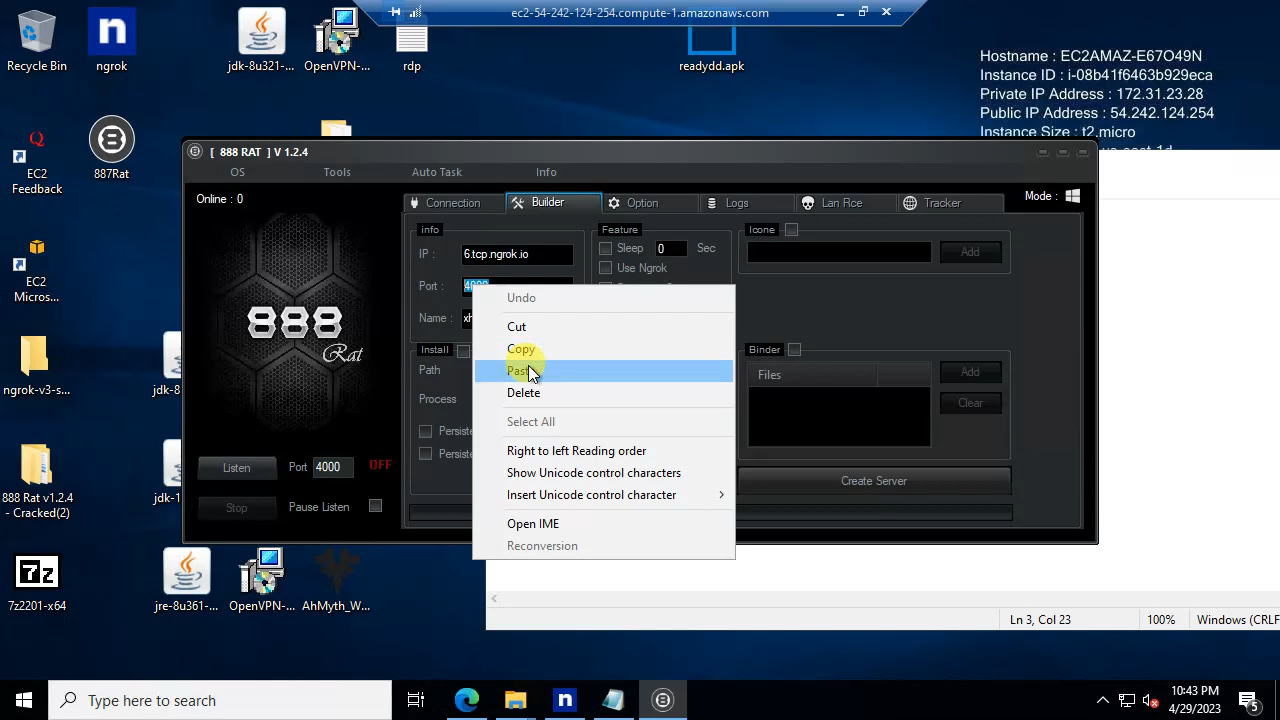 ec2-54-242-124-254.compute-1.amazonaws.com
Recycle Bin
ngrok
jdk-8u321-...
OpenVPN-...
rdp
readydd.apk
Hostname : EC2AMAZ-E67O49N
Instance ID : i-08b41f6463b929eca
Private IP Address : 172.31.23.28
Public IP Address : 54.242.124.254
Instance Size : t2.micro
EC2
Feedback
887Rat
[ 888 RAT ] V 1.2.4
OS
Tools
Auto Task
Info
Online : 0
Connection
Builder
Option
Logs
Lan Rce
Tracker
Mode :
info
IP :
6.tcp.ngrok.io
Port :
4000
Name :
Feature
Sleep
0
Sec
Use Ngrok
Icone
Add
888
Rat
Install
Path
Process
Persiste
Persiste
Undo
Cut
Copy
Past
Delete
Select All
Right to left Reading order
Show Unicode control characters
Insert Unicode control character
Open IME
Reconversion
Binder
Files
Add
Clear
Create Server
Listen
Port
4000
OFF
Stop
Pause Listen
EC2
Micros...
ngrok-v3-s...
jdk-8
888 Rat v1.2.4
- Cracked(2)
jdk-1
7z
7z2201-x64
jre-8u361-...
OpenVPN-...
AhMyth_W...
Ln 3, Col 23
100%
Windows (CRLF
Type here to search
10:43 PM
4/29/2023
5